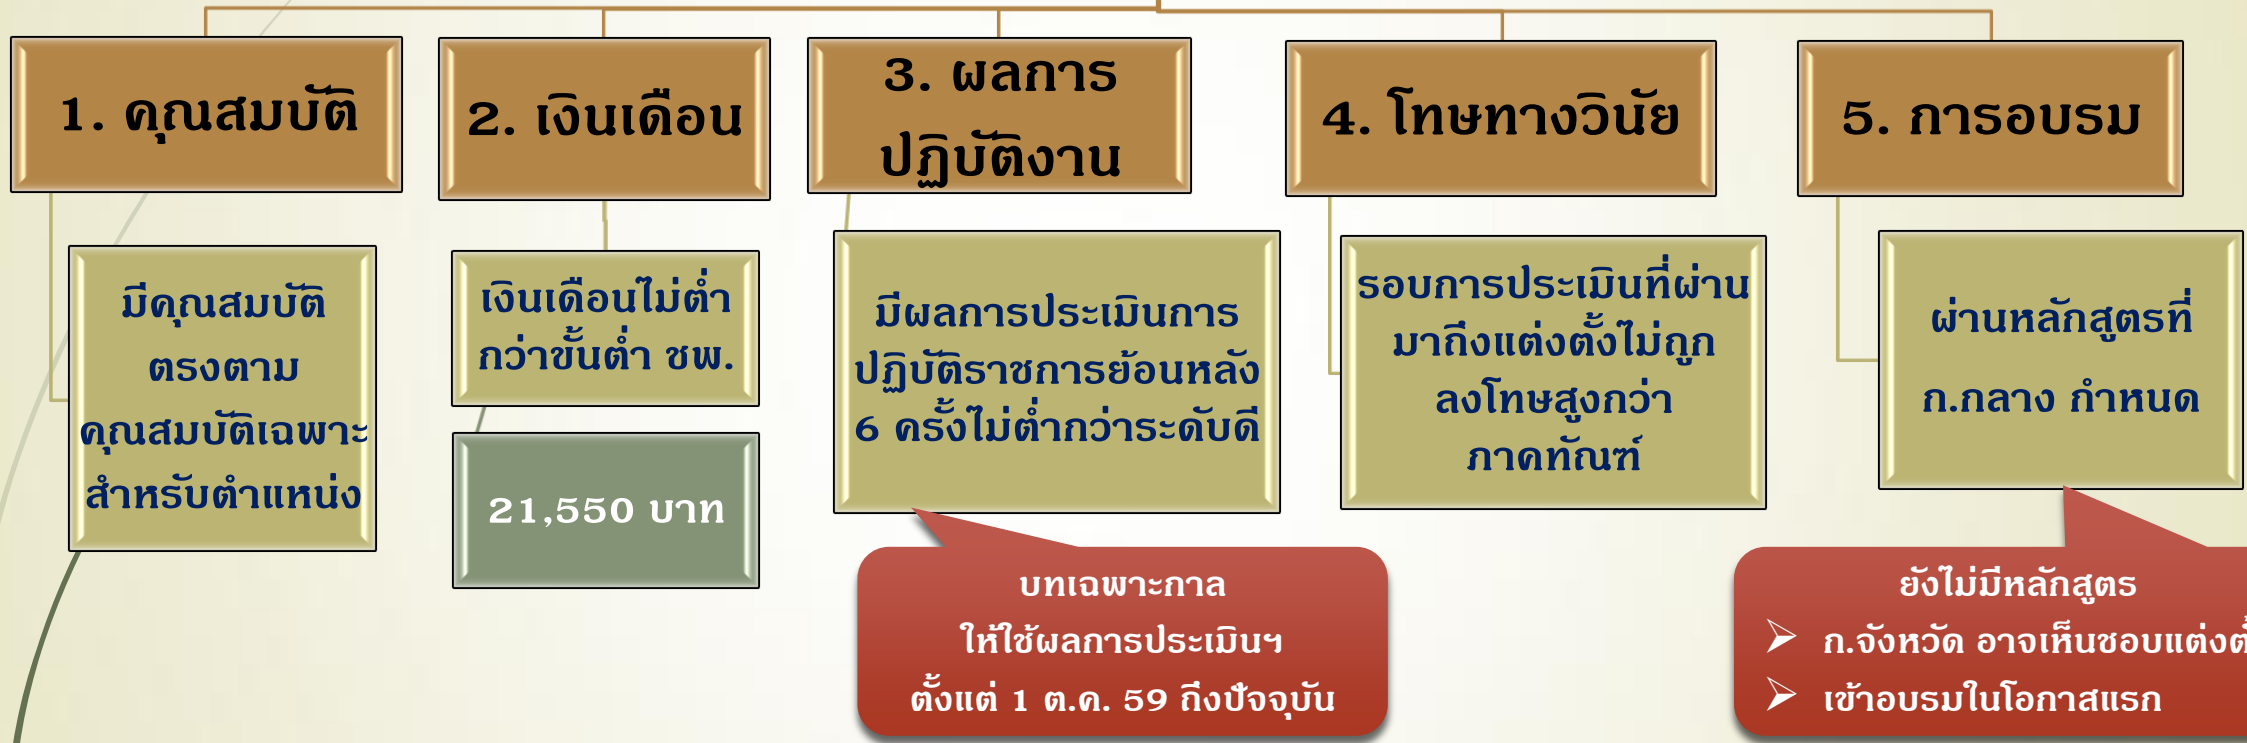 1. คุณสมบัติ
มีคุณสมบัติ
ตรงตาม
คุณสมบัติเฉพาะ
สำหรับตำแหน่ง
2. เงินเดือน
เงินเดือนไม่ต่ำ
กว่าขั้นต่ำ ชพ.
21,550 บาท
3. ผลการ
ปฏิบัติงาน
มีผลการประเมินการ
ปฏิบัติราชการย้อนหลัง
6 ครั้งไม่ต่ำกว่าระดับดี
บทเฉพาะกาล
ให้ใช้ผลการประเมินฯ
ตั้งแต่ 1 ต.ค. 59 ถึงปัจจุบัน
4. โทษทางวินัย
รอบการประเมินที่ผ่าน
มาถึงแต่งตั้งไม่ถูก
ลงโทษสูงกว่า
ภาคทัณฑ์
5. การอบรม
ผ่านหลักสูตรที่
ก.กลาง กำหนด
ยังไม่มีหลักสูตร
➢ ก.จังหวัด อาจเห็นชอบแต่งตั้
➢ เข้าอบรมในโอกาสแรก